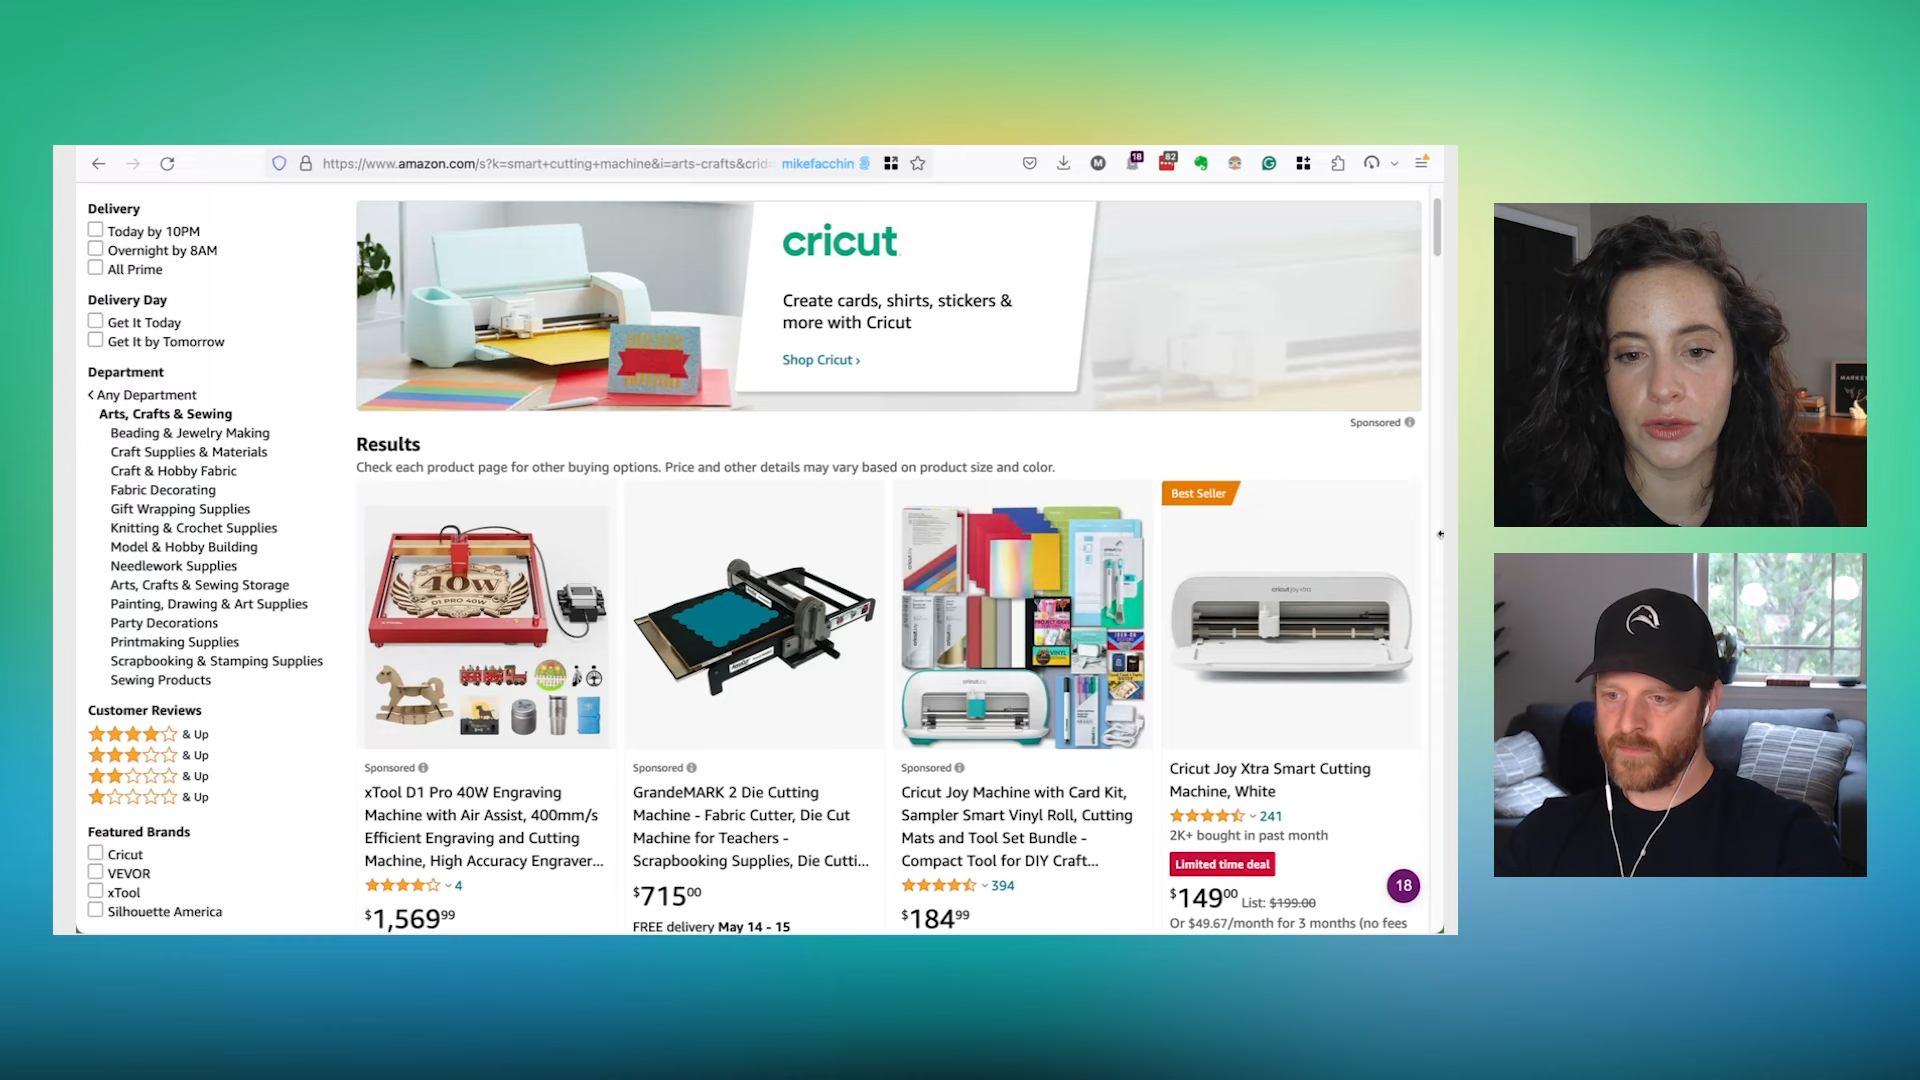 https://www.amazon.com/s?k=smart+cutting+machine&i=arts-crafts&crid=
mikefacchin
18
82
Delivery
Today by 10PM
Overnight by 8AM
All Prime
Delivery Day
Get It Today
Get It by Tomorrow
Department
Any Department
Arts, Crafts & Sewing
Beading & Jewelry Making
Craft Supplies & Materials
Craft & Hobby Fabric
Fabric Decorating
Gift Wrapping Supplies
Knitting & Crochet Supplies
Model & Hobby Building
Needlework Supplies
Arts, Crafts & Sewing Storage
Painting, Drawing & Art Supplies
Party Decorations
Printmaking Supplies
Scrapbooking & Stamping Supplies
Sewing Products
Customer Reviews
& Up
& Up
& Up
& Up
Featured Brands
Cricut
VEVOR
xTool
Silhouette America
cricut
Create cards, shirts, stickers &
more with Cricut
Shop Cricut ›
Sponsored
Results
Check each product page for other buying options. Price and other details may vary based on product size and color.
40W
D1 PRO 40W
Sponsored
xTool D1 Pro 40W Engraving
Machine with Air Assist, 400mm/s
Efficient Engraving and Cutting
Machine, High Accuracy Engraver...
4
$1,56999
Sponsored
GrandeMARK 2 Die Cutting
Machine - Fabric Cutter, Die Cut
Machine for Teachers -
Scrapbooking Supplies, Die Cutti...
$71500
FREE delivery May 14 - 15
Sponsored
Cricut Joy Machine with Card Kit,
Sampler Smart Vinyl Roll, Cutting
Mats and Tool Set Bundle -
Compact Tool for DIY Craft...
394
$18499
Best Seller
cricut joy xtra
Cricut Joy Xtra Smart Cutting
Machine, White
241
2K+ bought in past month
Limited time deal
$14900 List: $199.00
Or $49.67/month for 3 months (no fees
18